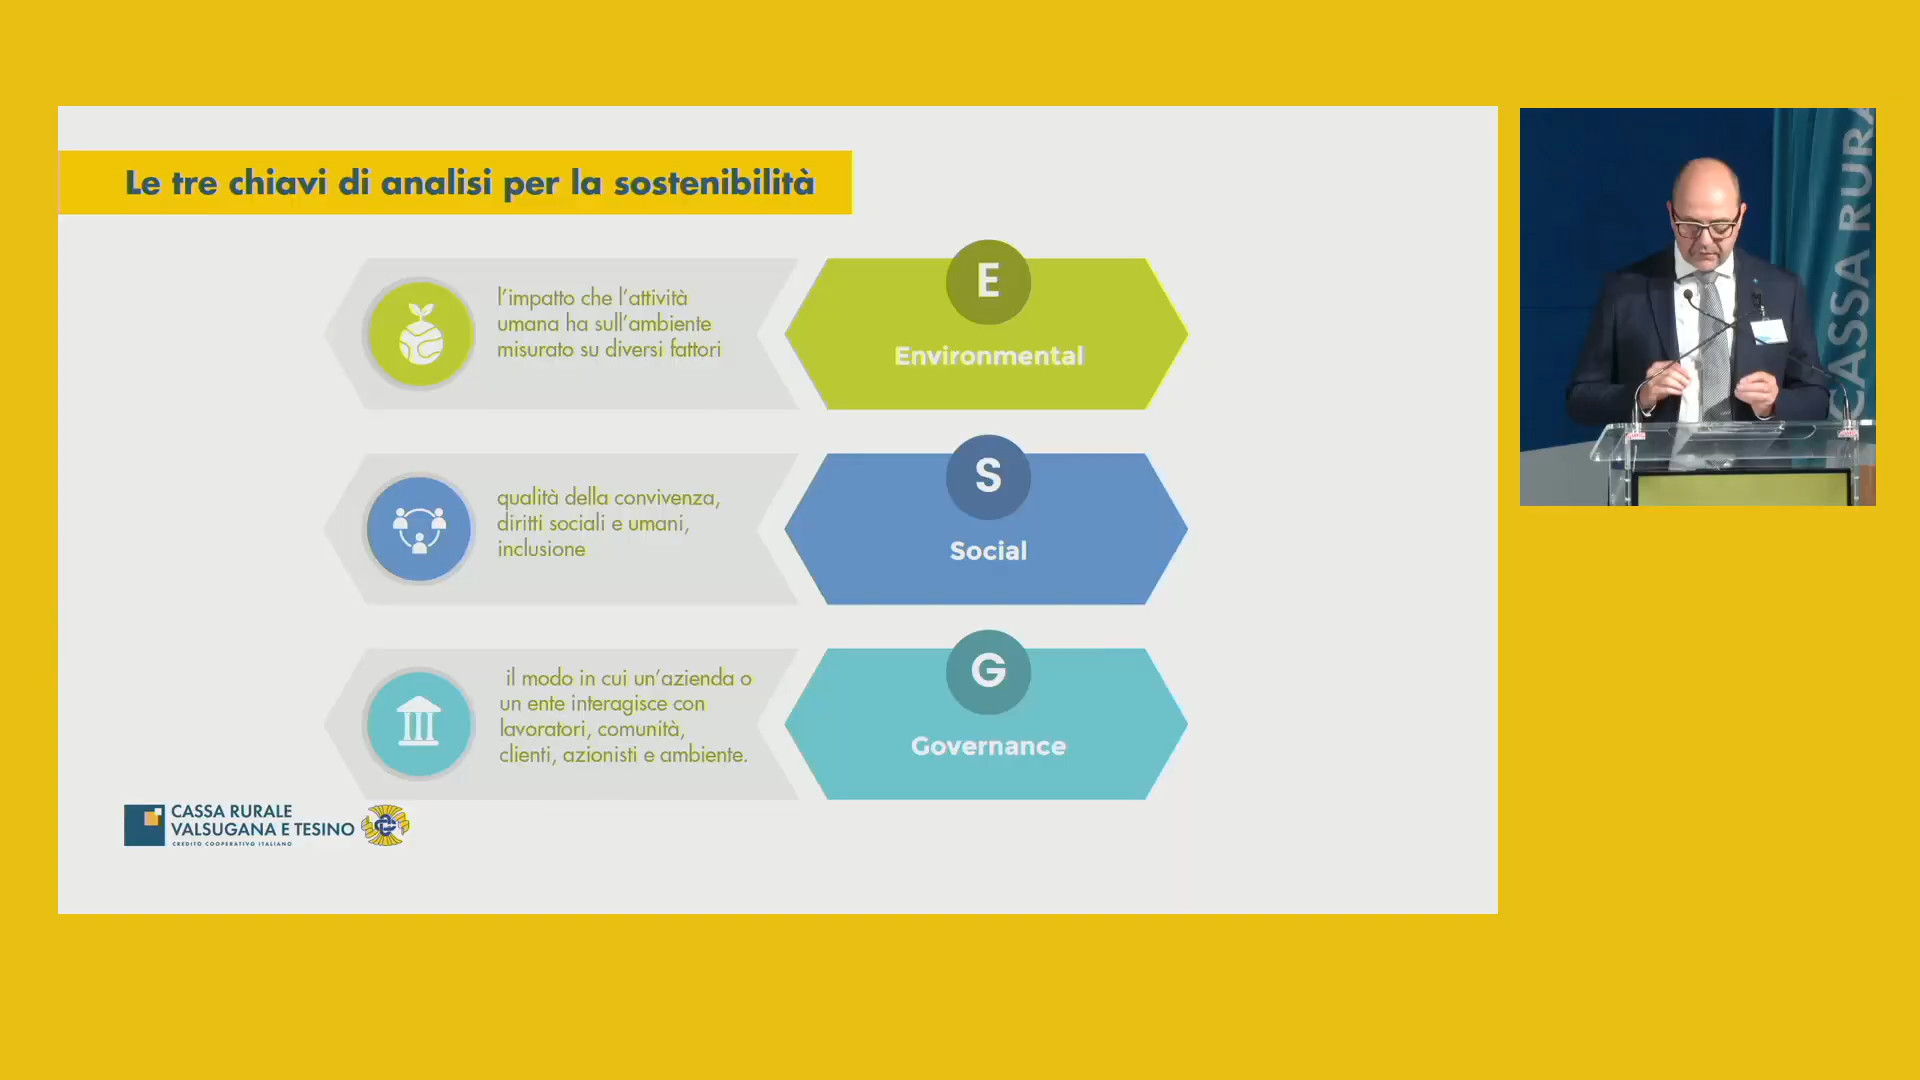 Le tre chiavi di analisi per la sostenibilità
l'impatto che l'attività
umana ha sull'ambiente
misurato su diversi fattori
E
Environmental
qualità della convivenza,
diritti sociali e umani,
inclusione
S
Social
il modo in cui un'azienda o
un ente interagisce con
lavoratori, comunità,
clienti, azionisti e ambiente.
G
Governance
CASSA RURALE
VALSUGANA E TESINO
CREDITO COOPERATIVO ITALIANO
CASSA RURA